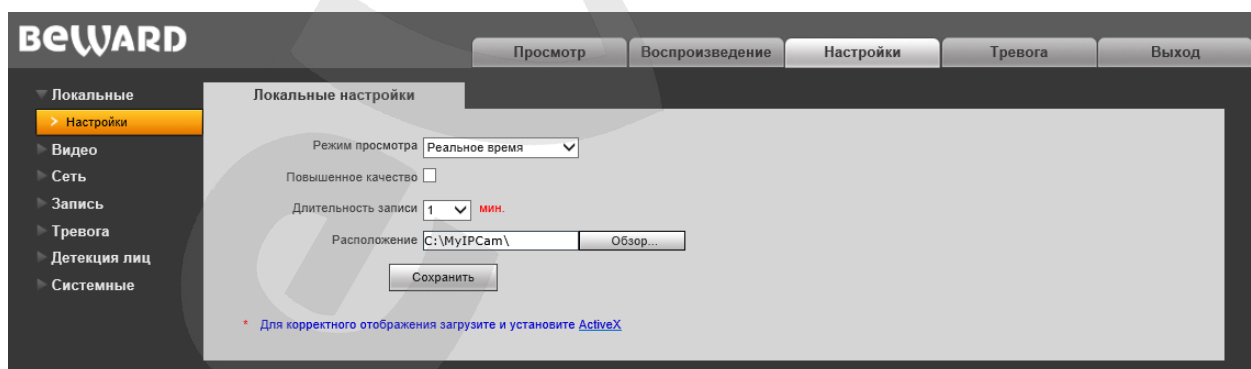 BEWARD
Просмотр Воспроизведение Настройки Тревога Выход
Локальные
Локальные настройки
> Настройки
Видео
Сеть
Запись
Тревога
Детекция лиц
Системные
Режим просмотра Реальное время
Повышенное качество
Длительность записи 1 мин.
Расположение C:\MyIPCam\ Обзор...
Сохранить
* Для корректного отображения загрузите и установите ActiveX